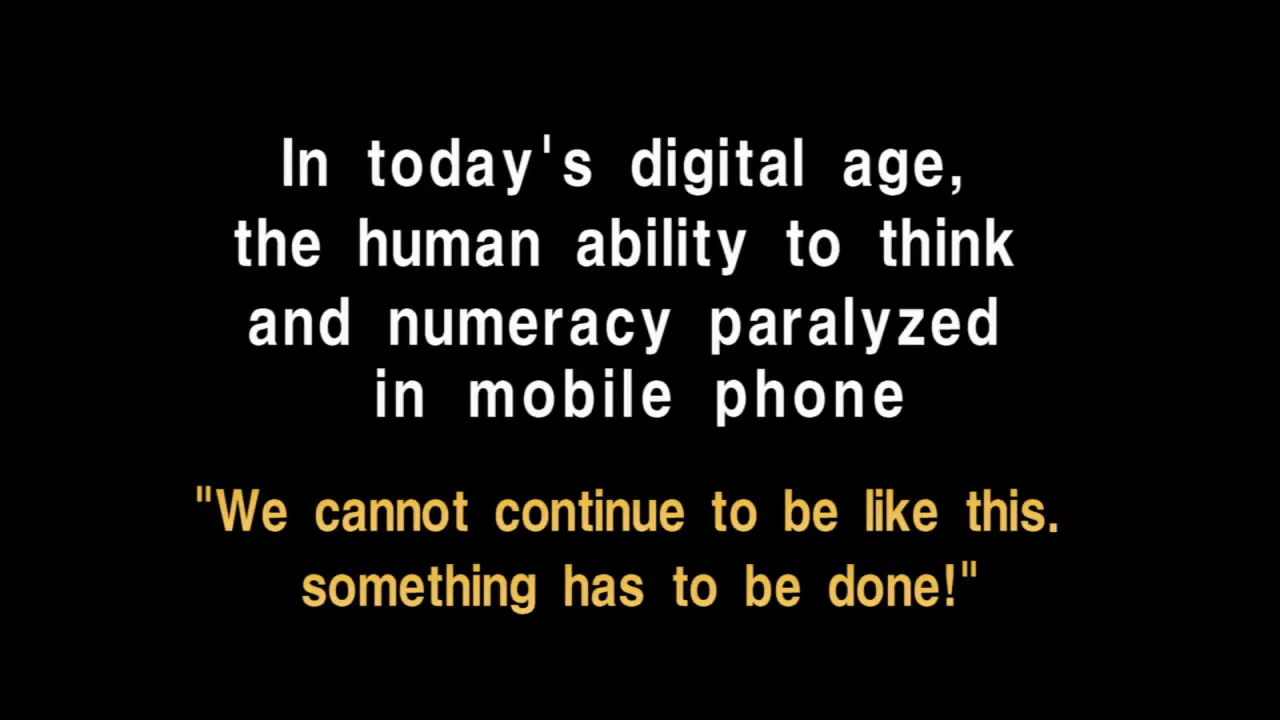 In today's digital age,
the human ability to think
and numeracy paralyzed
in mobile phone
"We cannot continue to be like this.
something has to be done!"